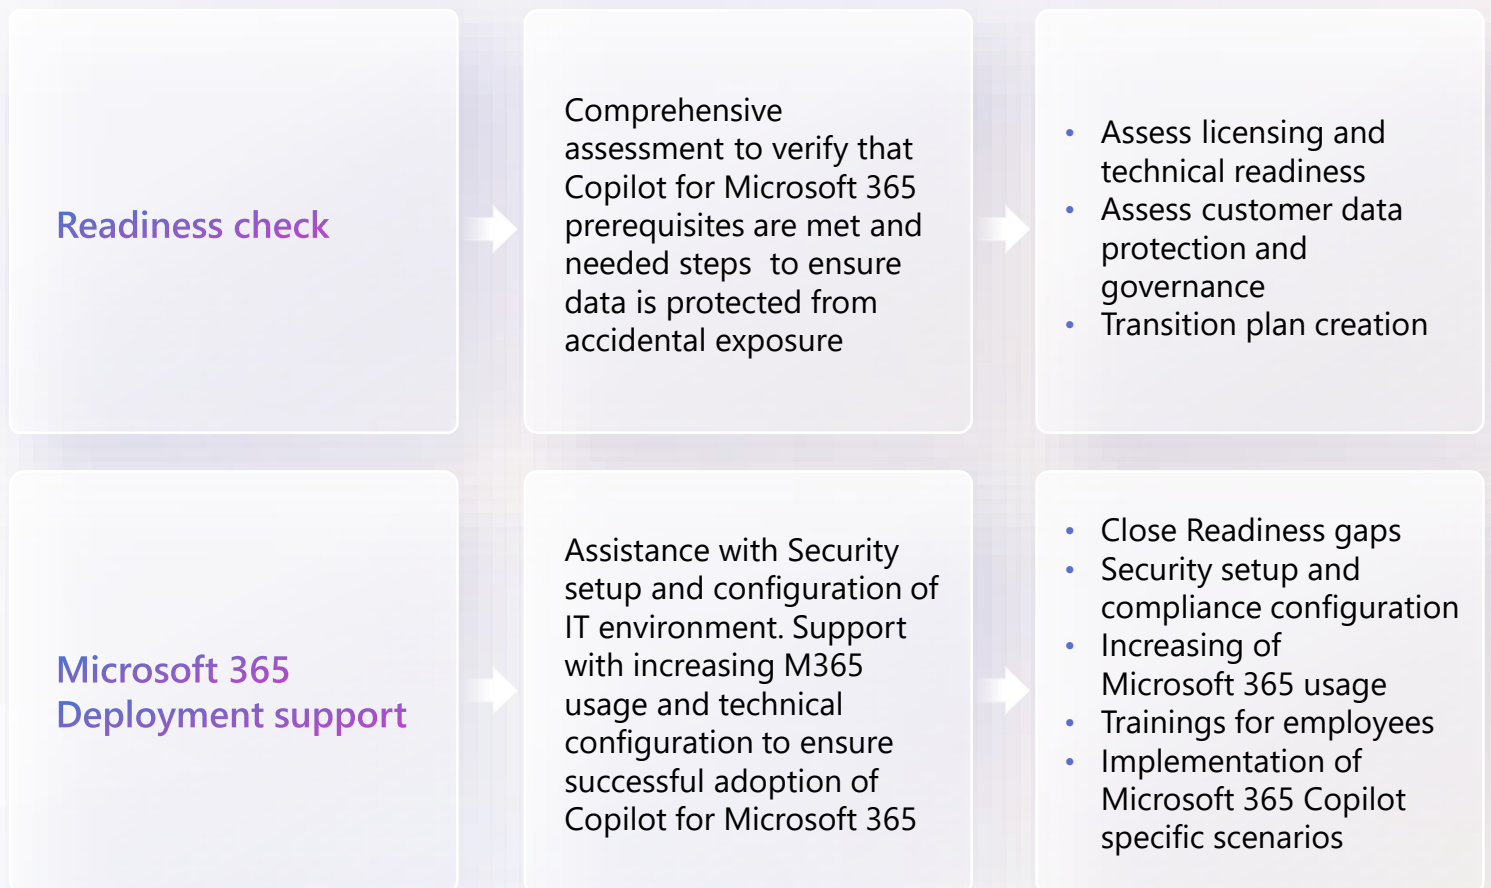 Readiness check
Comprehensive
assessment to verify that
Copilot for Microsoft 365
prerequisites are met and
needed steps  to ensure
data is protected from
accidental exposure
• Assess licensing and
technical readiness
• Assess customer data
protection and
governance
• Transition plan creation
Microsoft 365
Deployment support
Assistance with Security
setup and configuration of
IT environment. Support
with increasing M365
usage and technical
configuration to ensure
successful adoption of
Copilot for Microsoft 365
• Close Readiness gaps
• Security setup and
compliance configuration
• Increasing of
Microsoft 365 usage
• Trainings for employees
• Implementation of
Microsoft 365 Copilot
specific scenarios